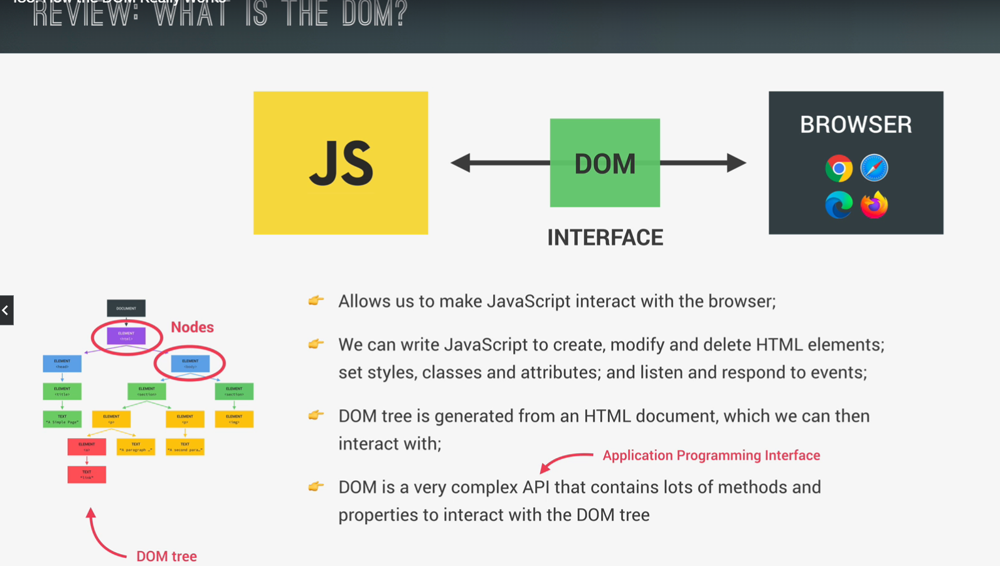 How the DOM Really Works
REVIEW: WHAT IS THE DOM?
JS
DOM
BROWSER
INTERFACE
DOCUMENT
Nodes
ELEMENT
<html>
ELEMENT
<head>
ELEMENT
<body>
ELEMENT
<title>
ELEMENT
<section>
ELEMENT
<section>
TEXT
"A Simple Page"
ELEMENT
<p>
ELEMENT
<p>
ELEMENT
<img>
ELEMENT
<a>
TEXT
"A paragraph …"
TEXT
"A second para…"
TEXT
"link"
DOM tree
Allows us to make JavaScript interact with the browser;
We can write JavaScript to create, modify and delete HTML elements;
set styles, classes and attributes; and listen and respond to events;
DOM tree is generated from an HTML document, which we can then
interact with;
Application Programming Interface
DOM is a very complex API that contains lots of methods and
properties to interact with the DOM tree